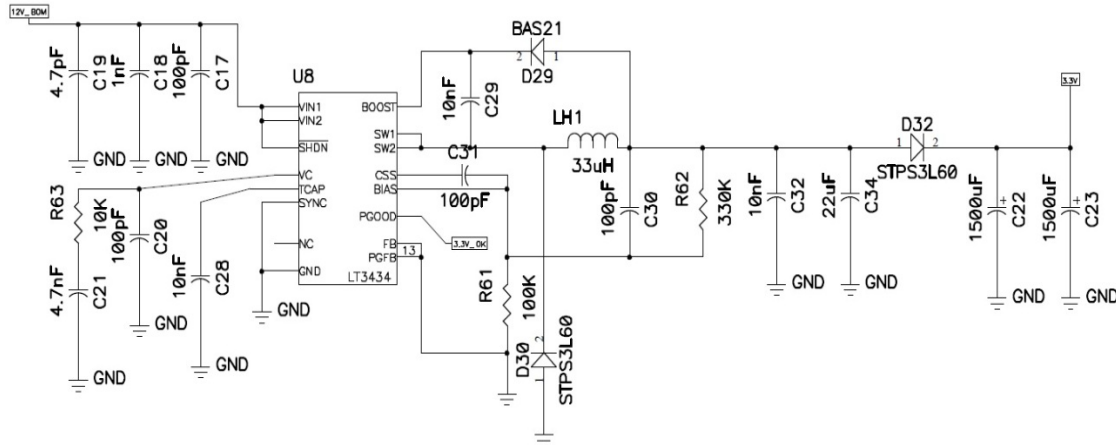 12V_BOM
4.7pF
C19
1nF
C18
100pF
C17
GND
GND
GND
U8
VIN1
VIN2
SHDN
VC
TCAP
SYNC
NC
GND
BOOST
SW1
SW2
CSS
BIAS
PGOOD
FB
PGFB
13
LT3434
3.3V_OK
R63
10K
100pF
C20
GND
4.7nF
C21
GND
10nF
C28
GND
GND
10nF
C29
BAS21
2
1
D29
C31
100pF
LH1
33uH
R61
100K
D30
2
1
STPS3L60
100pF
C30
R62
330K
10nF
C32
GND
22uF
C34
GND
D32
1
2
STPS3L60
3.3V
1500uF
+
C22
GND
1500uF
+
C23
GND